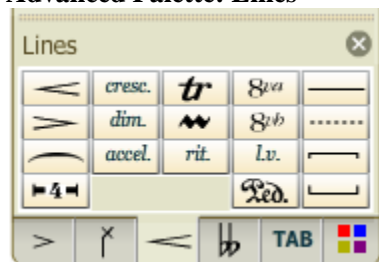 Advanced Palette: Lines
Lines
cresc. tr 8va
dim. 8vb
accel. rit. l.v.
4 Ped.
TAB